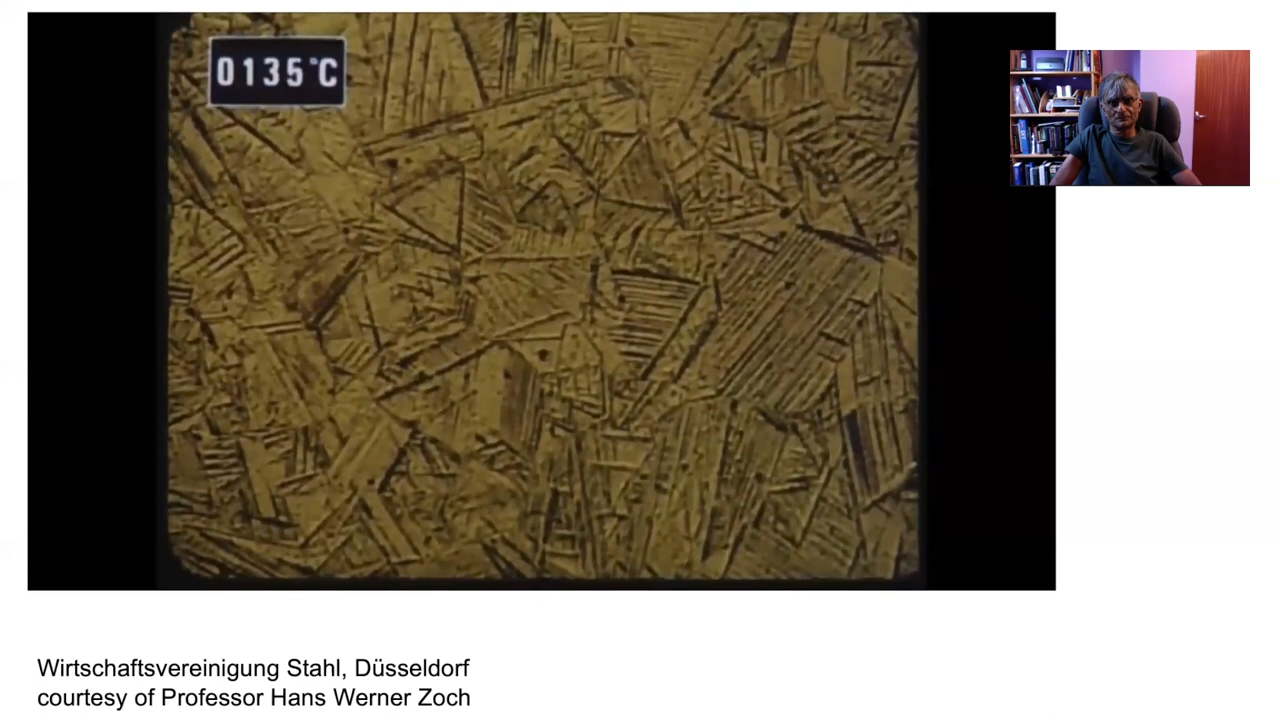 0135°C
Wirtschaftsvereinigung Stahl, Düsseldorf
courtesy of Professor Hans Werner Zoch